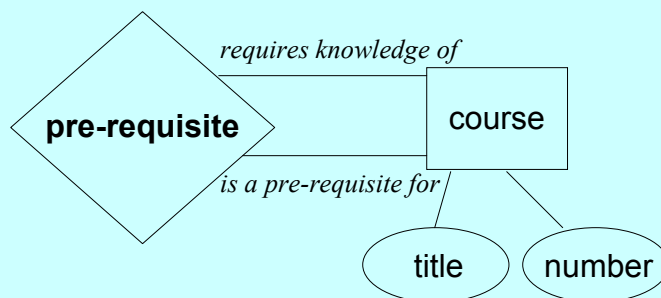 requires knowledge of
pre-requisite
course
is a pre-requisite for
title
number